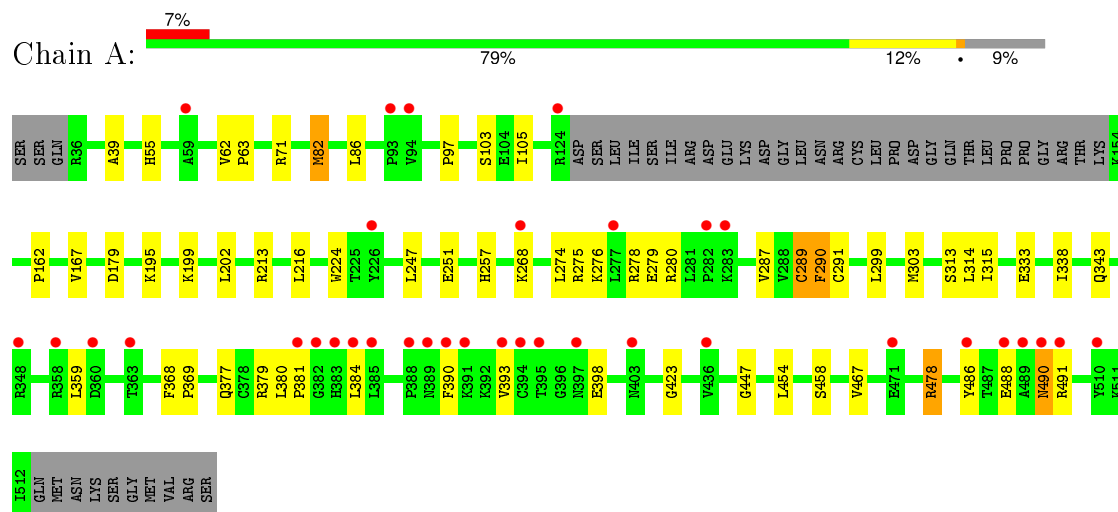 7%
Chain A:
79% 12% • 9%
SER SER GLN R36 A39 H55 A59 V62 P63 R71 M82 L86 P93 V94 P97 S103 E104 I105 R124 ASP SER LEU ILE SER ILE ARG ASP GLU LYS ASP GLY LEU ASN ARG CYS LEU PRO ASP GLY GLN THR LEU PRO PRO GLY ARG THR LYS K154
P162 V167 D179 K195 K199 L202 R213 L216 W224 T225 Y226 L247 E251 H257 K268 L274 R275 K276 L277 R278 E279 R280 L281 P282 K283 V287 V288 C289 F290 C291 L299 M303 S313 L314 I315 E333 I338 Q343
R348 R358 L359 D360 T363 F368 P369 Q377 C378 R379 L380 P381 G382 H383 L384 L385 P388 N389 F390 K391 K392 V393 C394 T395 G396 N397 E398 N403 G423 V436 G447 L454 S458 V467 E471 R478 Y486 T487 E488 A489 N490 R491 Y510 K511
I512 GLN MET ASN LYS SER GLY MET VAL ARG SER